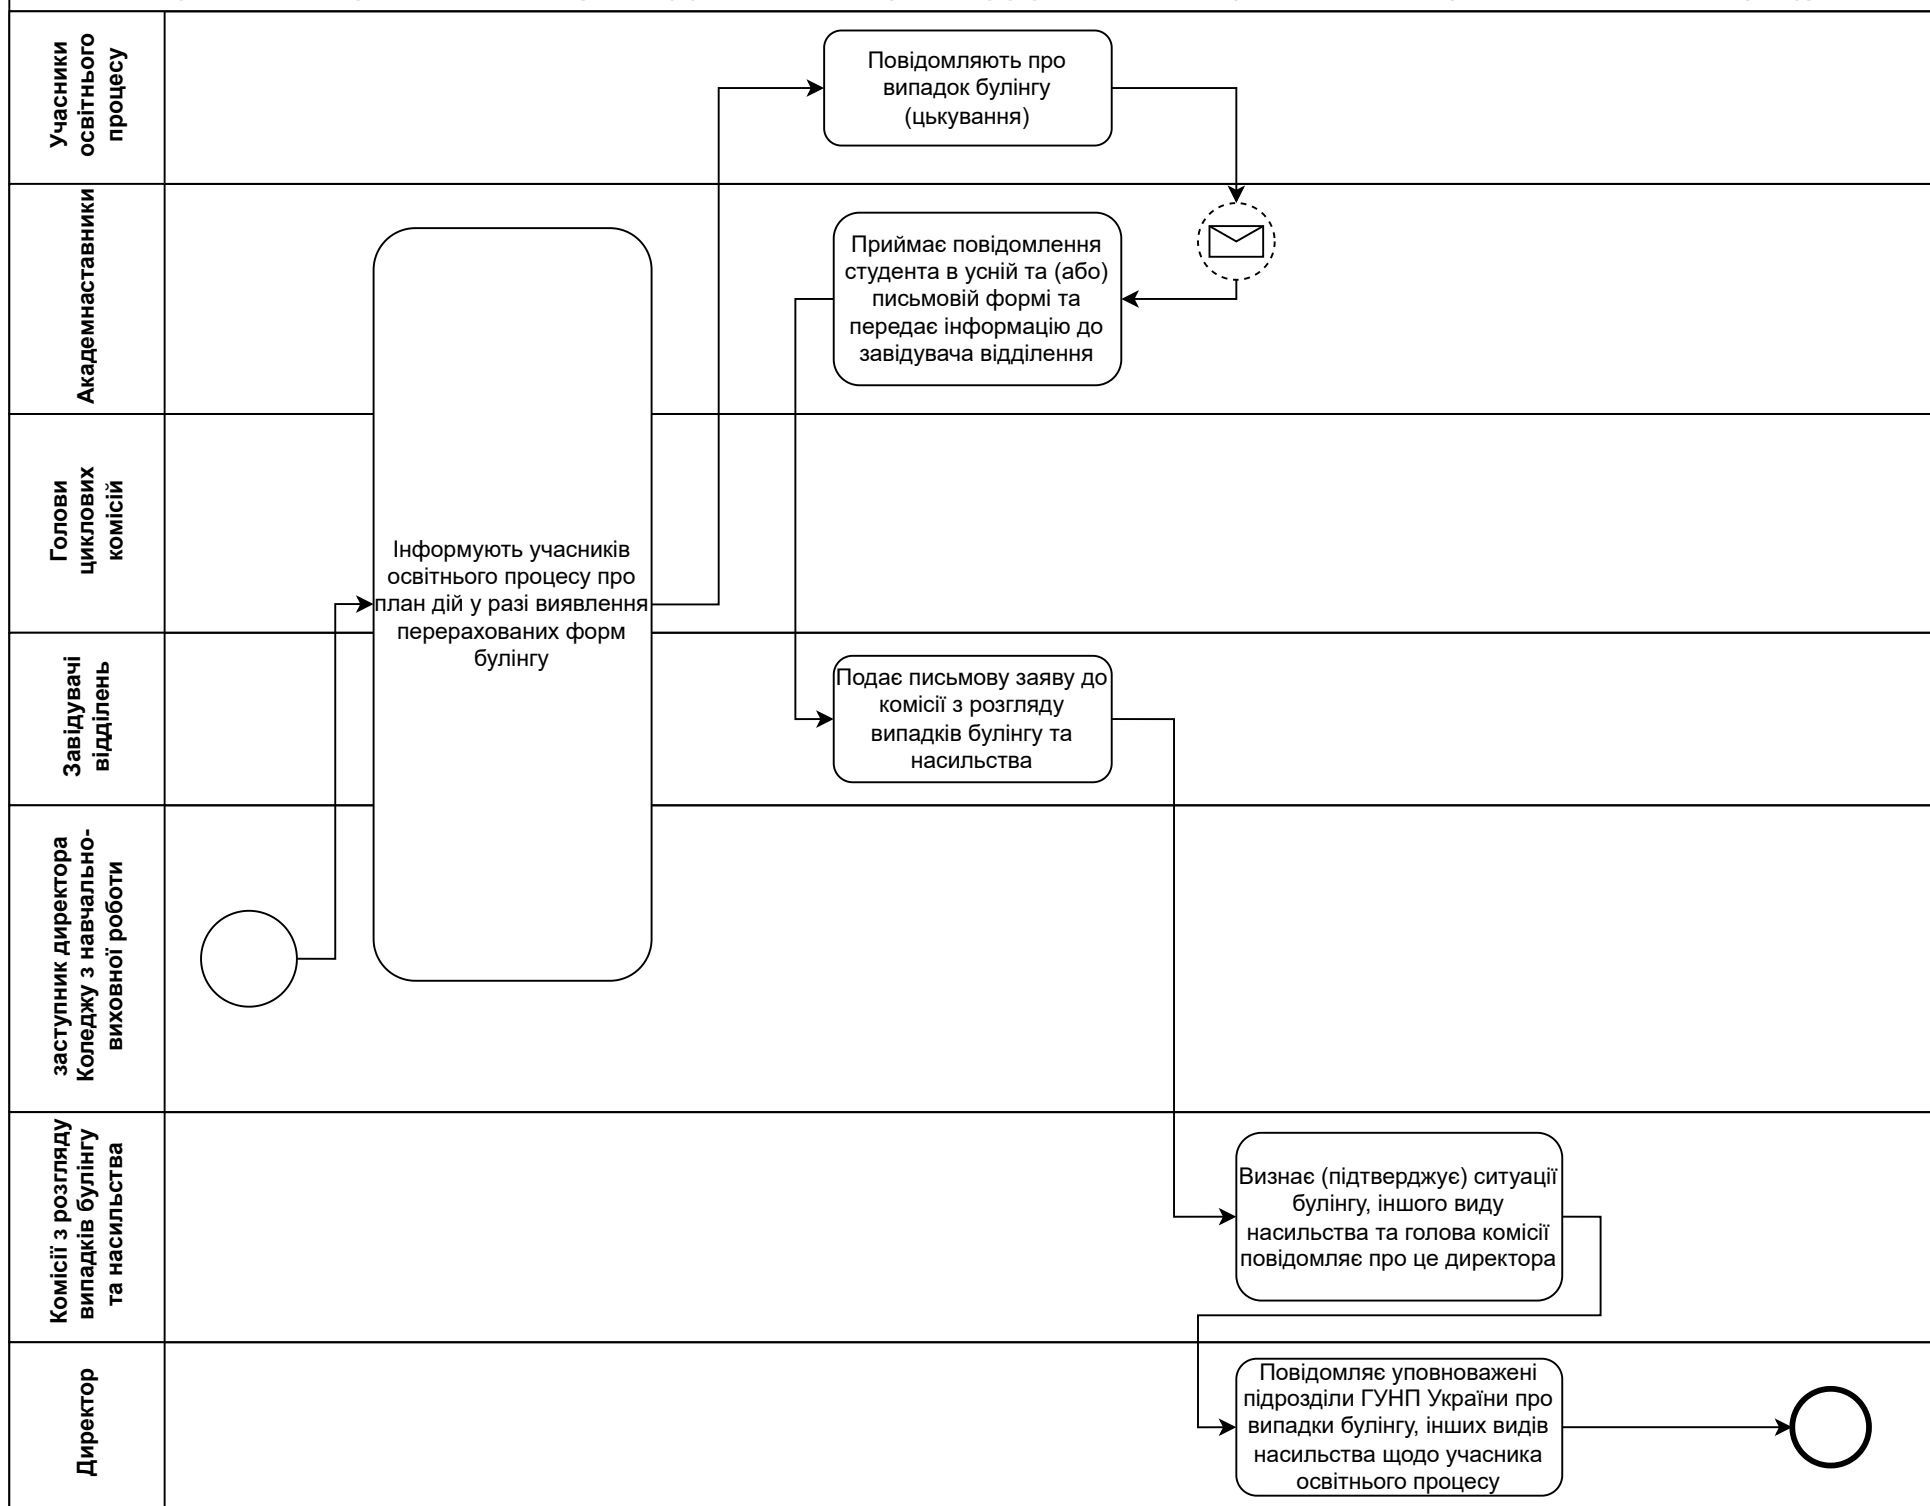 Учасники
освітнього
процесу
Повідомляють про
випадок булінгу
(цькування)
Академнаставники
Приймає повідомлення
студента в усній та (або)
письмовій формі та
передає інформацію до
завідувача відділення
Голови
циклових
комісій
Інформують учасників
освітнього процесу про
план дій у разі виявлення
перерахованих форм
булінгу
Завідувачі
відділень
Подає письмову заяву до
комісії з розгляду
випадків булінгу та
насильства
заступник директора
Коледжу з навчально-
виховної роботи
Комісії з розгляду
випадків булінгу
та насильства
Визнає (підтверджує) ситуації
булінгу, іншого виду
насильства та голова комісії
повідомляє про це директора
Директор
Повідомляє уповноважені
підрозділи ГУНП України про
випадки булінгу, інших видів
насильства щодо учасника
освітнього процесу